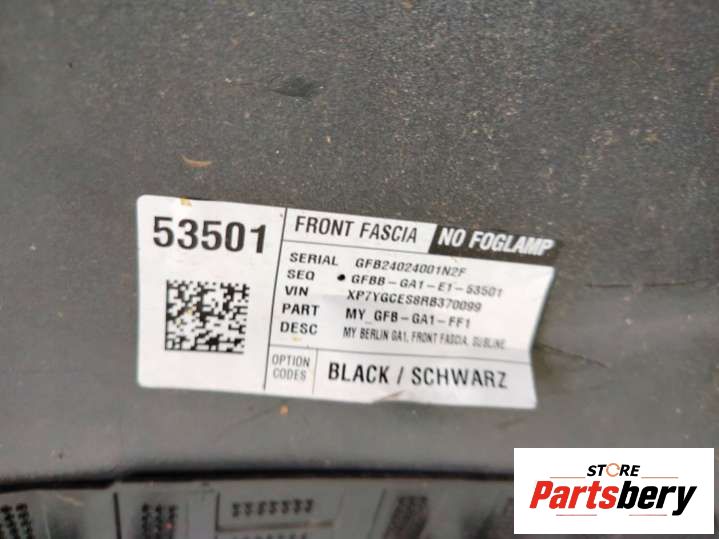 53501
FRONT FASCIA NO FOGLAMP
SERIAL GFB24024001N2F
SEQ • GFBB-GA1-E1-53501
VIN XP7YGCES8RB370099
PART MY_GFB-GA1-FF1
DESC MY BERLIN GA1, FRONT FASCIA, SUBLINE
OPTION CODES BLACK / SCHWARZ
STORE
Partsbery